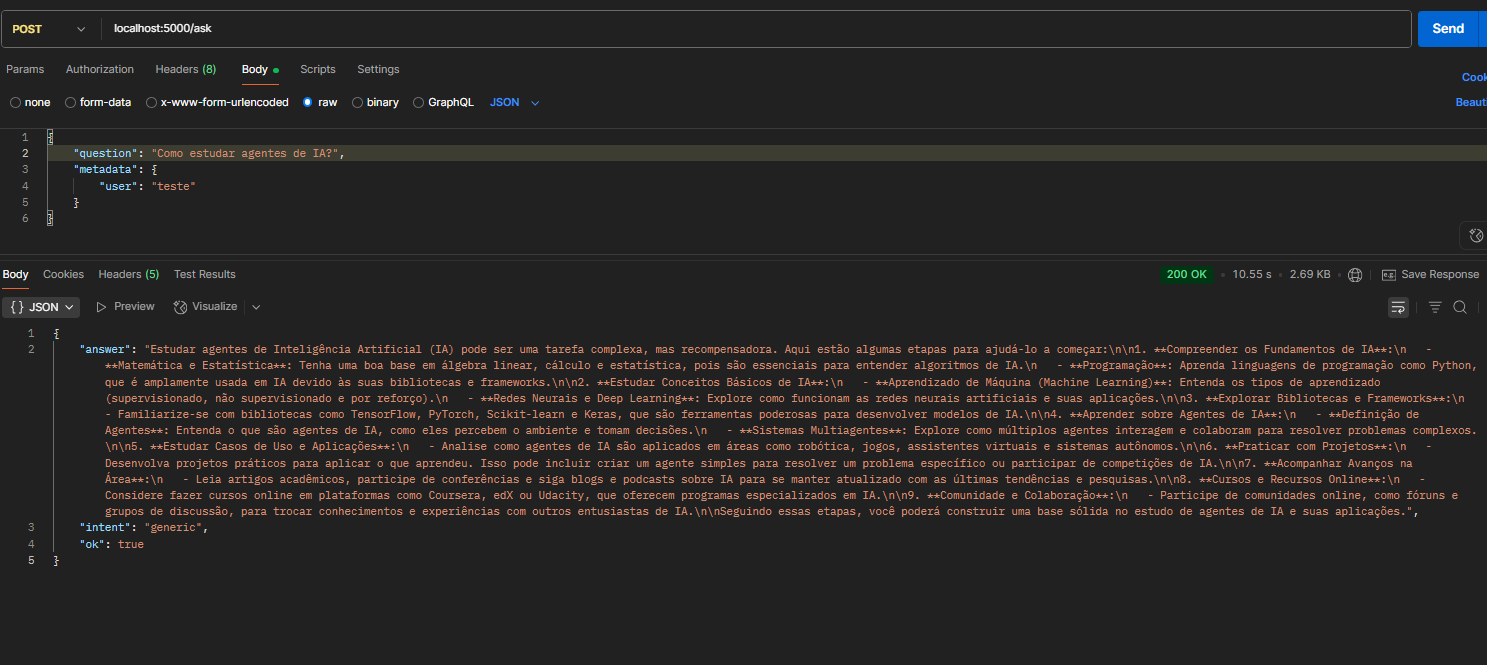 POST localhost:5000/ask Send
Params Authorization Headers (8) Body Scripts Settings
Cook
none form-data x-www-form-urlencoded raw binary GraphQL JSON Beauti
1 {
2 "question": "Como estudar agentes de IA?",
3 "metadata": {
4 "user": "teste"
5 }
6 }
Body Cookies Headers (5) Test Results 200 OK • 10.55 s • 2.69 KB • Save Response
{} JSON Preview Visualize
1 {
2 "answer": "Estudar agentes de Inteligência Artificial (IA) pode ser uma tarefa complexa, mas recompensadora. Aqui estão algumas etapas para ajudá-lo a começar:\n\n1. **Compreender os Fundamentos de IA**:\n   -
**Matemática e Estatística**: Tenha uma boa base em álgebra linear, cálculo e estatística, pois são essenciais para entender algoritmos de IA.\n   - **Programação**: Aprenda linguagens de programação como Python,
que é amplamente usada em IA devido às suas bibliotecas e frameworks.\n\n2. **Estudar Conceitos Básicos de IA**:\n   - **Aprendizado de Máquina (Machine Learning)**: Entenda os tipos de aprendizado
(supervisionado, não supervisionado e por reforço).\n   - **Redes Neurais e Deep Learning**: Explore como funcionam as redes neurais artificiais e suas aplicações.\n\n3. **Explorar Bibliotecas e Frameworks**:\n
- Familiarize-se com bibliotecas como TensorFlow, PyTorch, Scikit-learn e Keras, que são ferramentas poderosas para desenvolver modelos de IA.\n\n4. **Aprender sobre Agentes de IA**:\n   - **Definição de
Agentes**: Entenda o que são agentes de IA, como eles percebem o ambiente e tomam decisões.\n   - **Sistemas Multiagentes**: Explore como múltiplos agentes interagem e colaboram para resolver problemas complexos.
\n\n5. **Estudar Casos de Uso e Aplicações**:\n   - Analise como agentes de IA são aplicados em áreas como robótica, jogos, assistentes virtuais e sistemas autônomos.\n\n6. **Praticar com Projetos**:\n   -
Desenvolva projetos práticos para aplicar o que aprendeu. Isso pode incluir criar um agente simples para resolver um problema específico ou participar de competições de IA.\n\n7. **Acompanhar Avanços na
Área**:\n   - Leia artigos acadêmicos, participe de conferências e siga blogs e podcasts sobre IA para se manter atualizado com as últimas tendências e pesquisas.\n\n8. **Cursos e Recursos Online**:\n   -
Considere fazer cursos online em plataformas como Coursera, edX ou Udacity, que oferecem programas especializados em IA.\n\n9. **Comunidade e Colaboração**:\n   - Participe de comunidades online, como fóruns e
grupos de discussão, para trocar conhecimentos e experiências com outros entusiastas de IA.\n\nSeguindo essas etapas, você poderá construir uma base sólida no estudo de agentes de IA e suas aplicações.",
3 "intent": "generic",
4 "ok": true
5 }